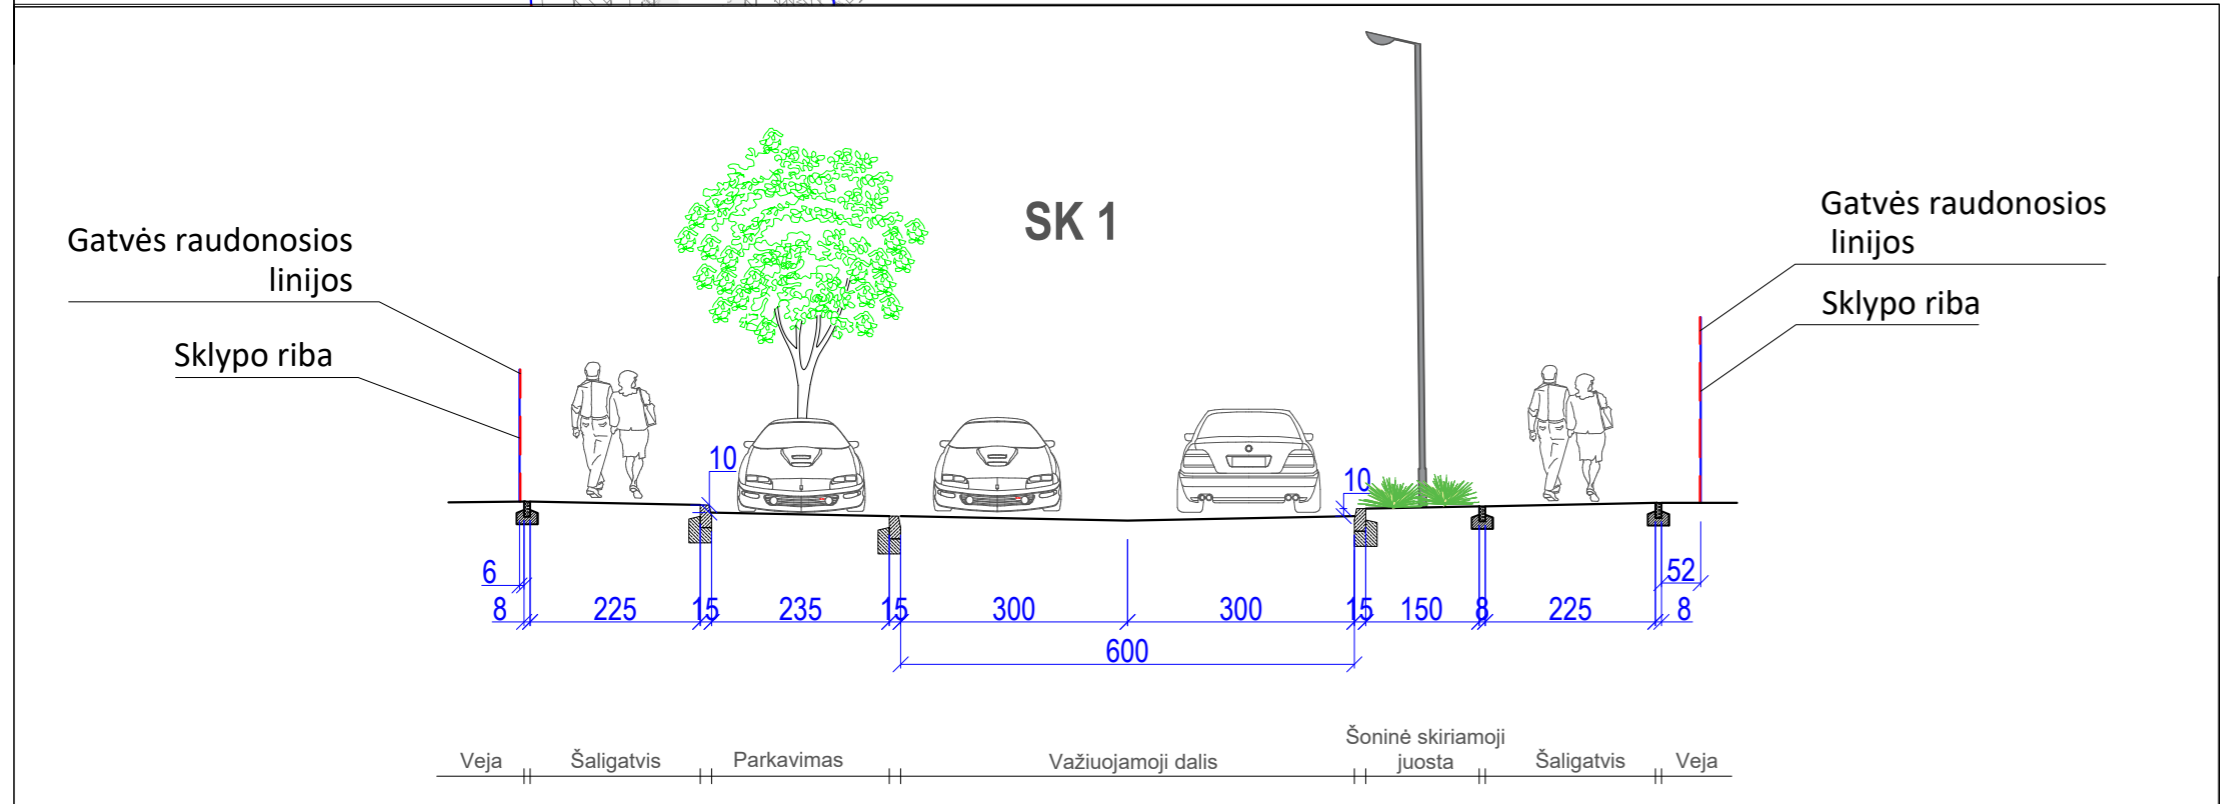 SK 1
Gatvės raudonosios
linijos
Sklypo riba
Gatvės raudonosios
linijos
Sklypo riba
10
10
6
52
8 225 15 235 15 300 300 15 150 8 225 8
600
Veja Šaligatvis Parkavimas Važiuojamoji dalis Šoninė skiriamoji
juosta Šaligatvis Veja